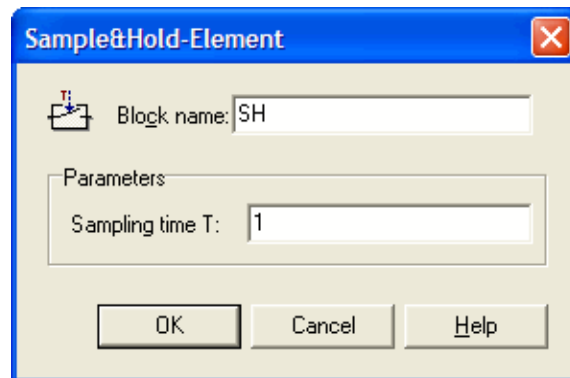 Sample&Hold-Element
T
Block name: SH
Parameters
Sampling time T: 1
OK Cancel Help